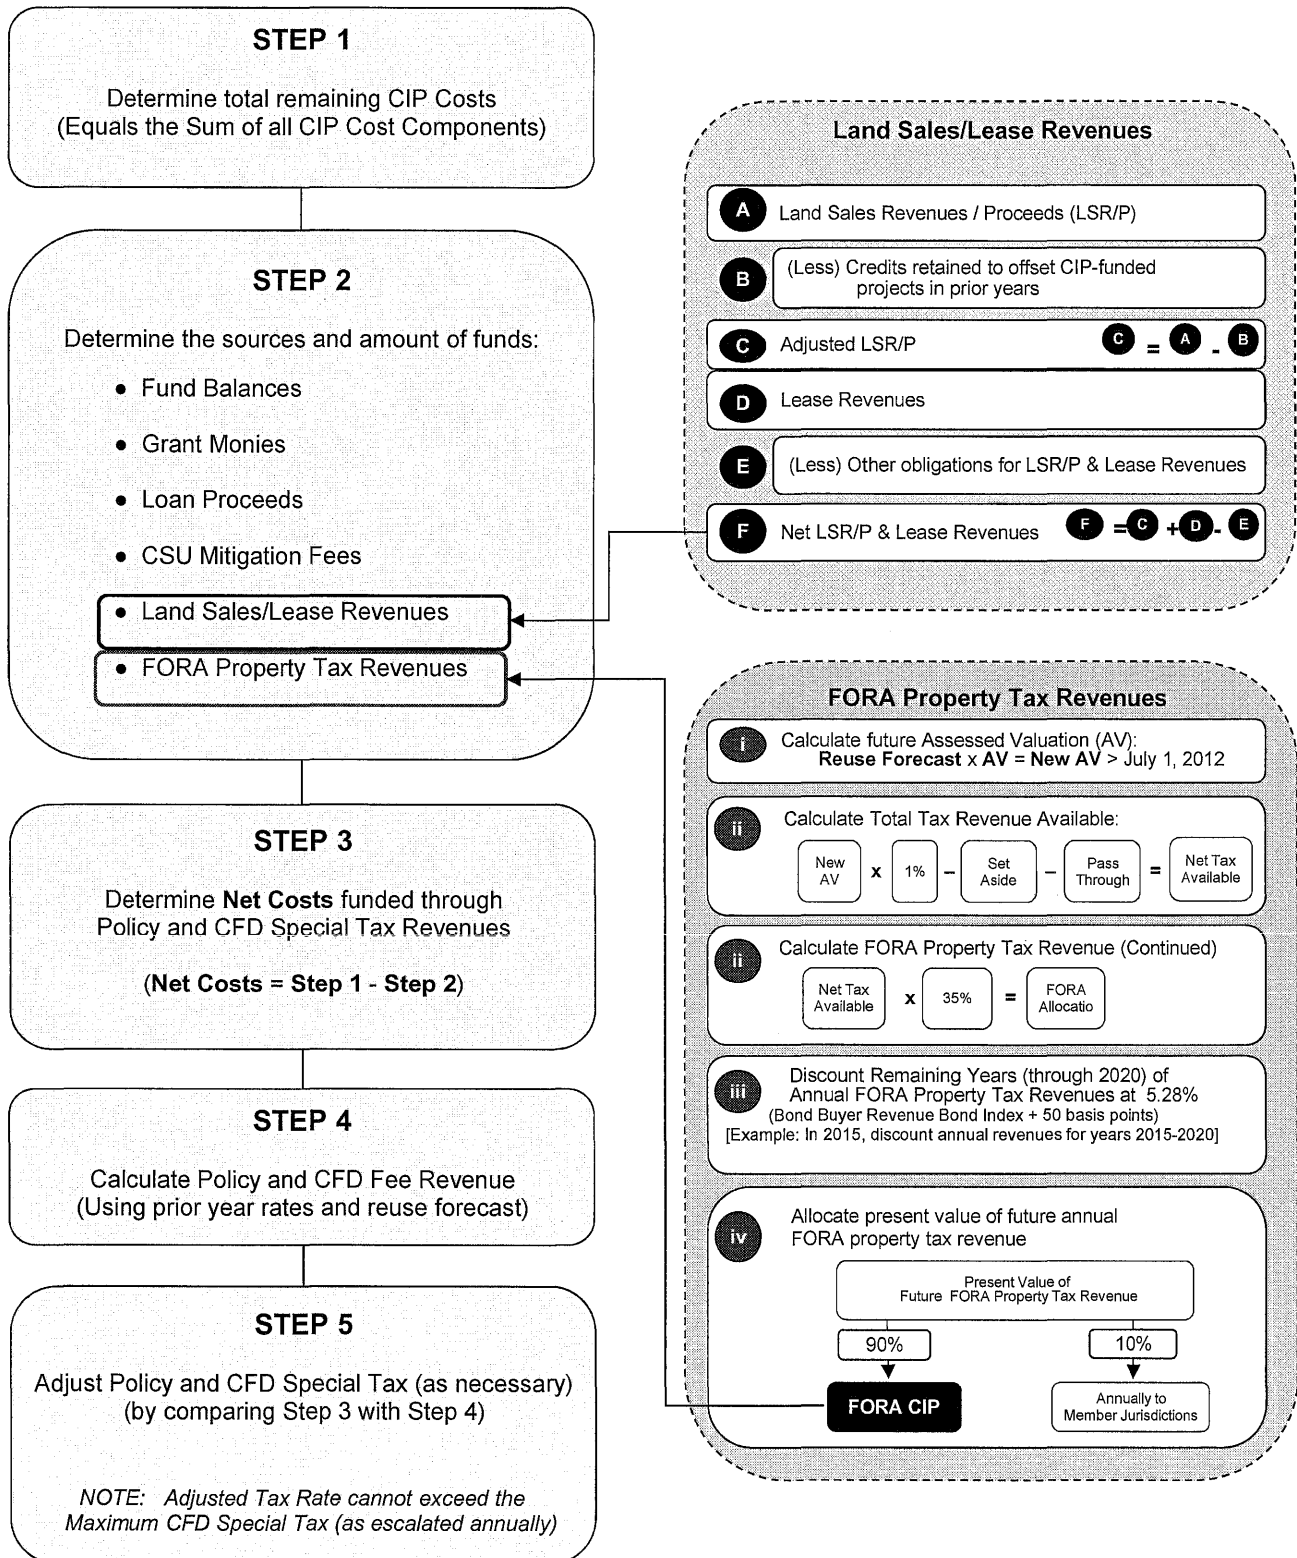 STEP 1
Determine total remaining CIP Costs
(Equals the Sum of all CIP Cost Components)
STEP 2
Determine the sources and amount of funds:
• Fund Balances
• Grant Monies
• Loan Proceeds
• CSU Mitigation Fees
• Land Sales/Lease Revenues
• FORA Property Tax Revenues
STEP 3
Determine Net Costs funded through
Policy and CFD Special Tax Revenues
(Net Costs = Step 1 - Step 2)
STEP 4
Calculate Policy and CFD Fee Revenue
(Using prior year rates and reuse forecast)
STEP 5
Adjust Policy and CFD Special Tax (as necessary)
(by comparing Step 3 with Step 4)
NOTE: Adjusted Tax Rate cannot exceed the
Maximum CFD Special Tax (as escalated annually)
Land Sales/Lease Revenues
A Land Sales Revenues / Proceeds (LSR/P)
B (Less) Credits retained to offset CIP-funded
projects in prior years
C Adjusted LSR/P C = A - B
D Lease Revenues
E (Less) Other obligations for LSR/P & Lease Revenues
F Net LSR/P & Lease Revenues F = C + D - E
FORA Property Tax Revenues
i Calculate future Assessed Valuation (AV):
Reuse Forecast x AV = New AV > July 1, 2012
ii Calculate Total Tax Revenue Available:
New AV x 1% – Set Aside – Pass Through = Net Tax Available
ii Calculate FORA Property Tax Revenue (Continued)
Net Tax Available x 35% = FORA Allocatio
iii Discount Remaining Years (through 2020) of
Annual FORA Property Tax Revenues at 5.28%
(Bond Buyer Revenue Bond Index + 50 basis points)
[Example: In 2015, discount annual revenues for years 2015-2020]
iv Allocate present value of future annual
FORA property tax revenue
Present Value of
Future FORA Property Tax Revenue
90% 10%
FORA CIP
Annually to
Member Jurisdictions